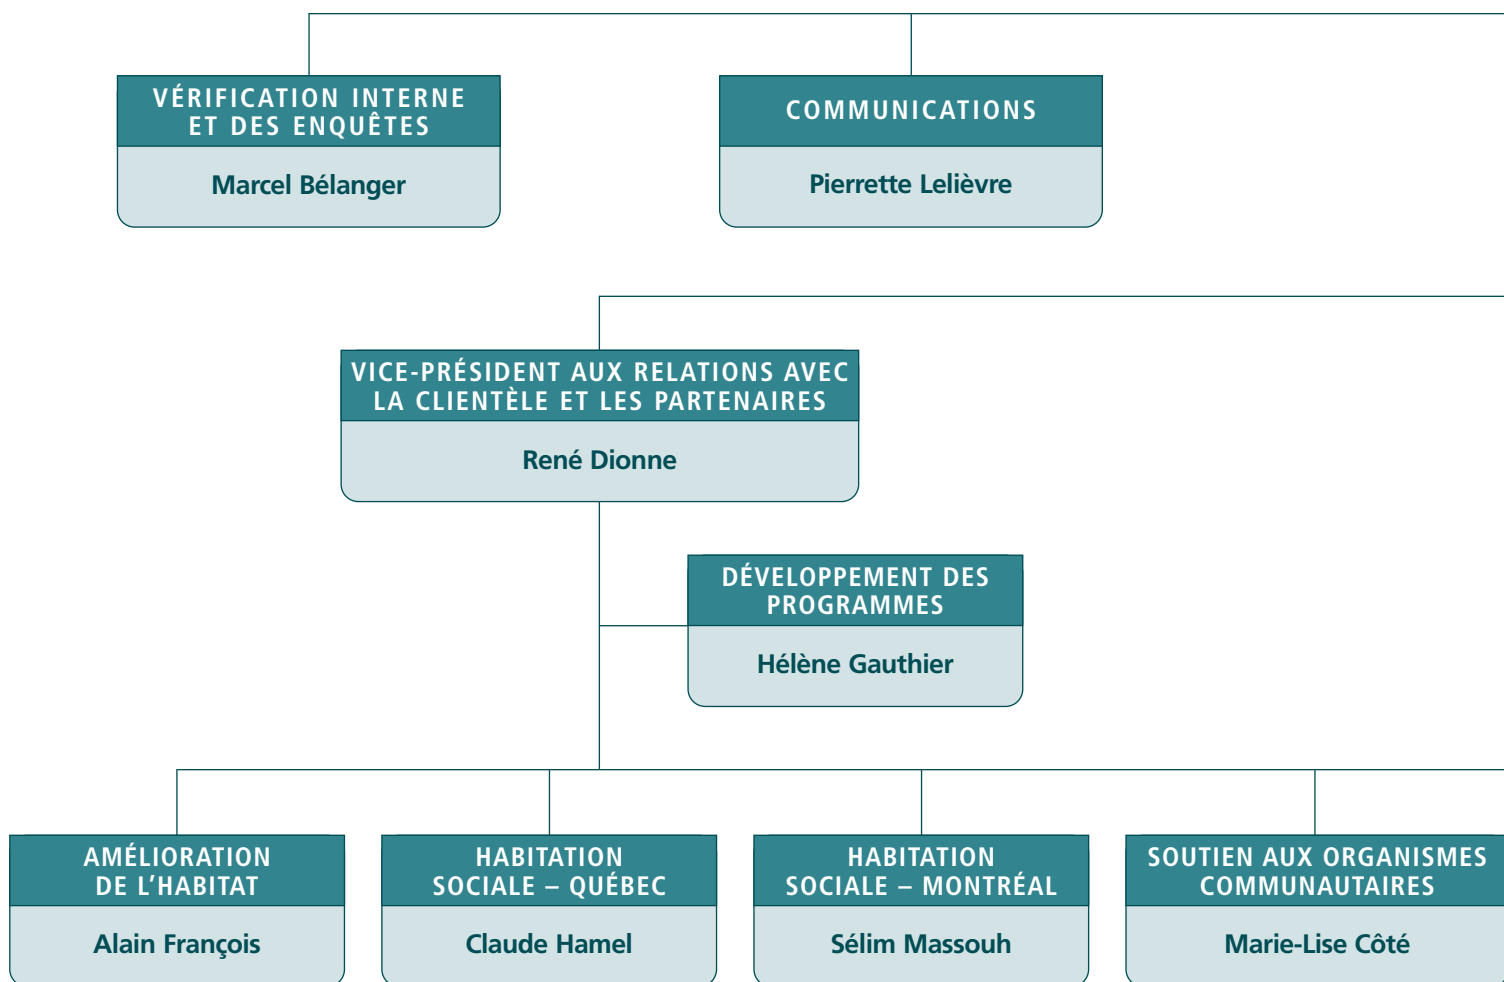 VÉRIFICATION INTERNE
ET DES ENQUÊTES
Marcel Bélanger
COMMUNICATIONS
Pierrette Lelièvre
VICE-PRÉSIDENT AUX RELATIONS AVEC
LA CLIENTÈLE ET LES PARTENAIRES
René Dionne
DÉVELOPPEMENT DES
PROGRAMMES
Hélène Gauthier
AMÉLIORATION
DE L’HABITAT
Alain François
HABITATION
SOCIALE – QUÉBEC
Claude Hamel
HABITATION
SOCIALE – MONTRÉAL
Sélim Massouh
SOUTIEN AUX ORGANISMES
COMMUNAUTAIRES
Marie-Lise Côté